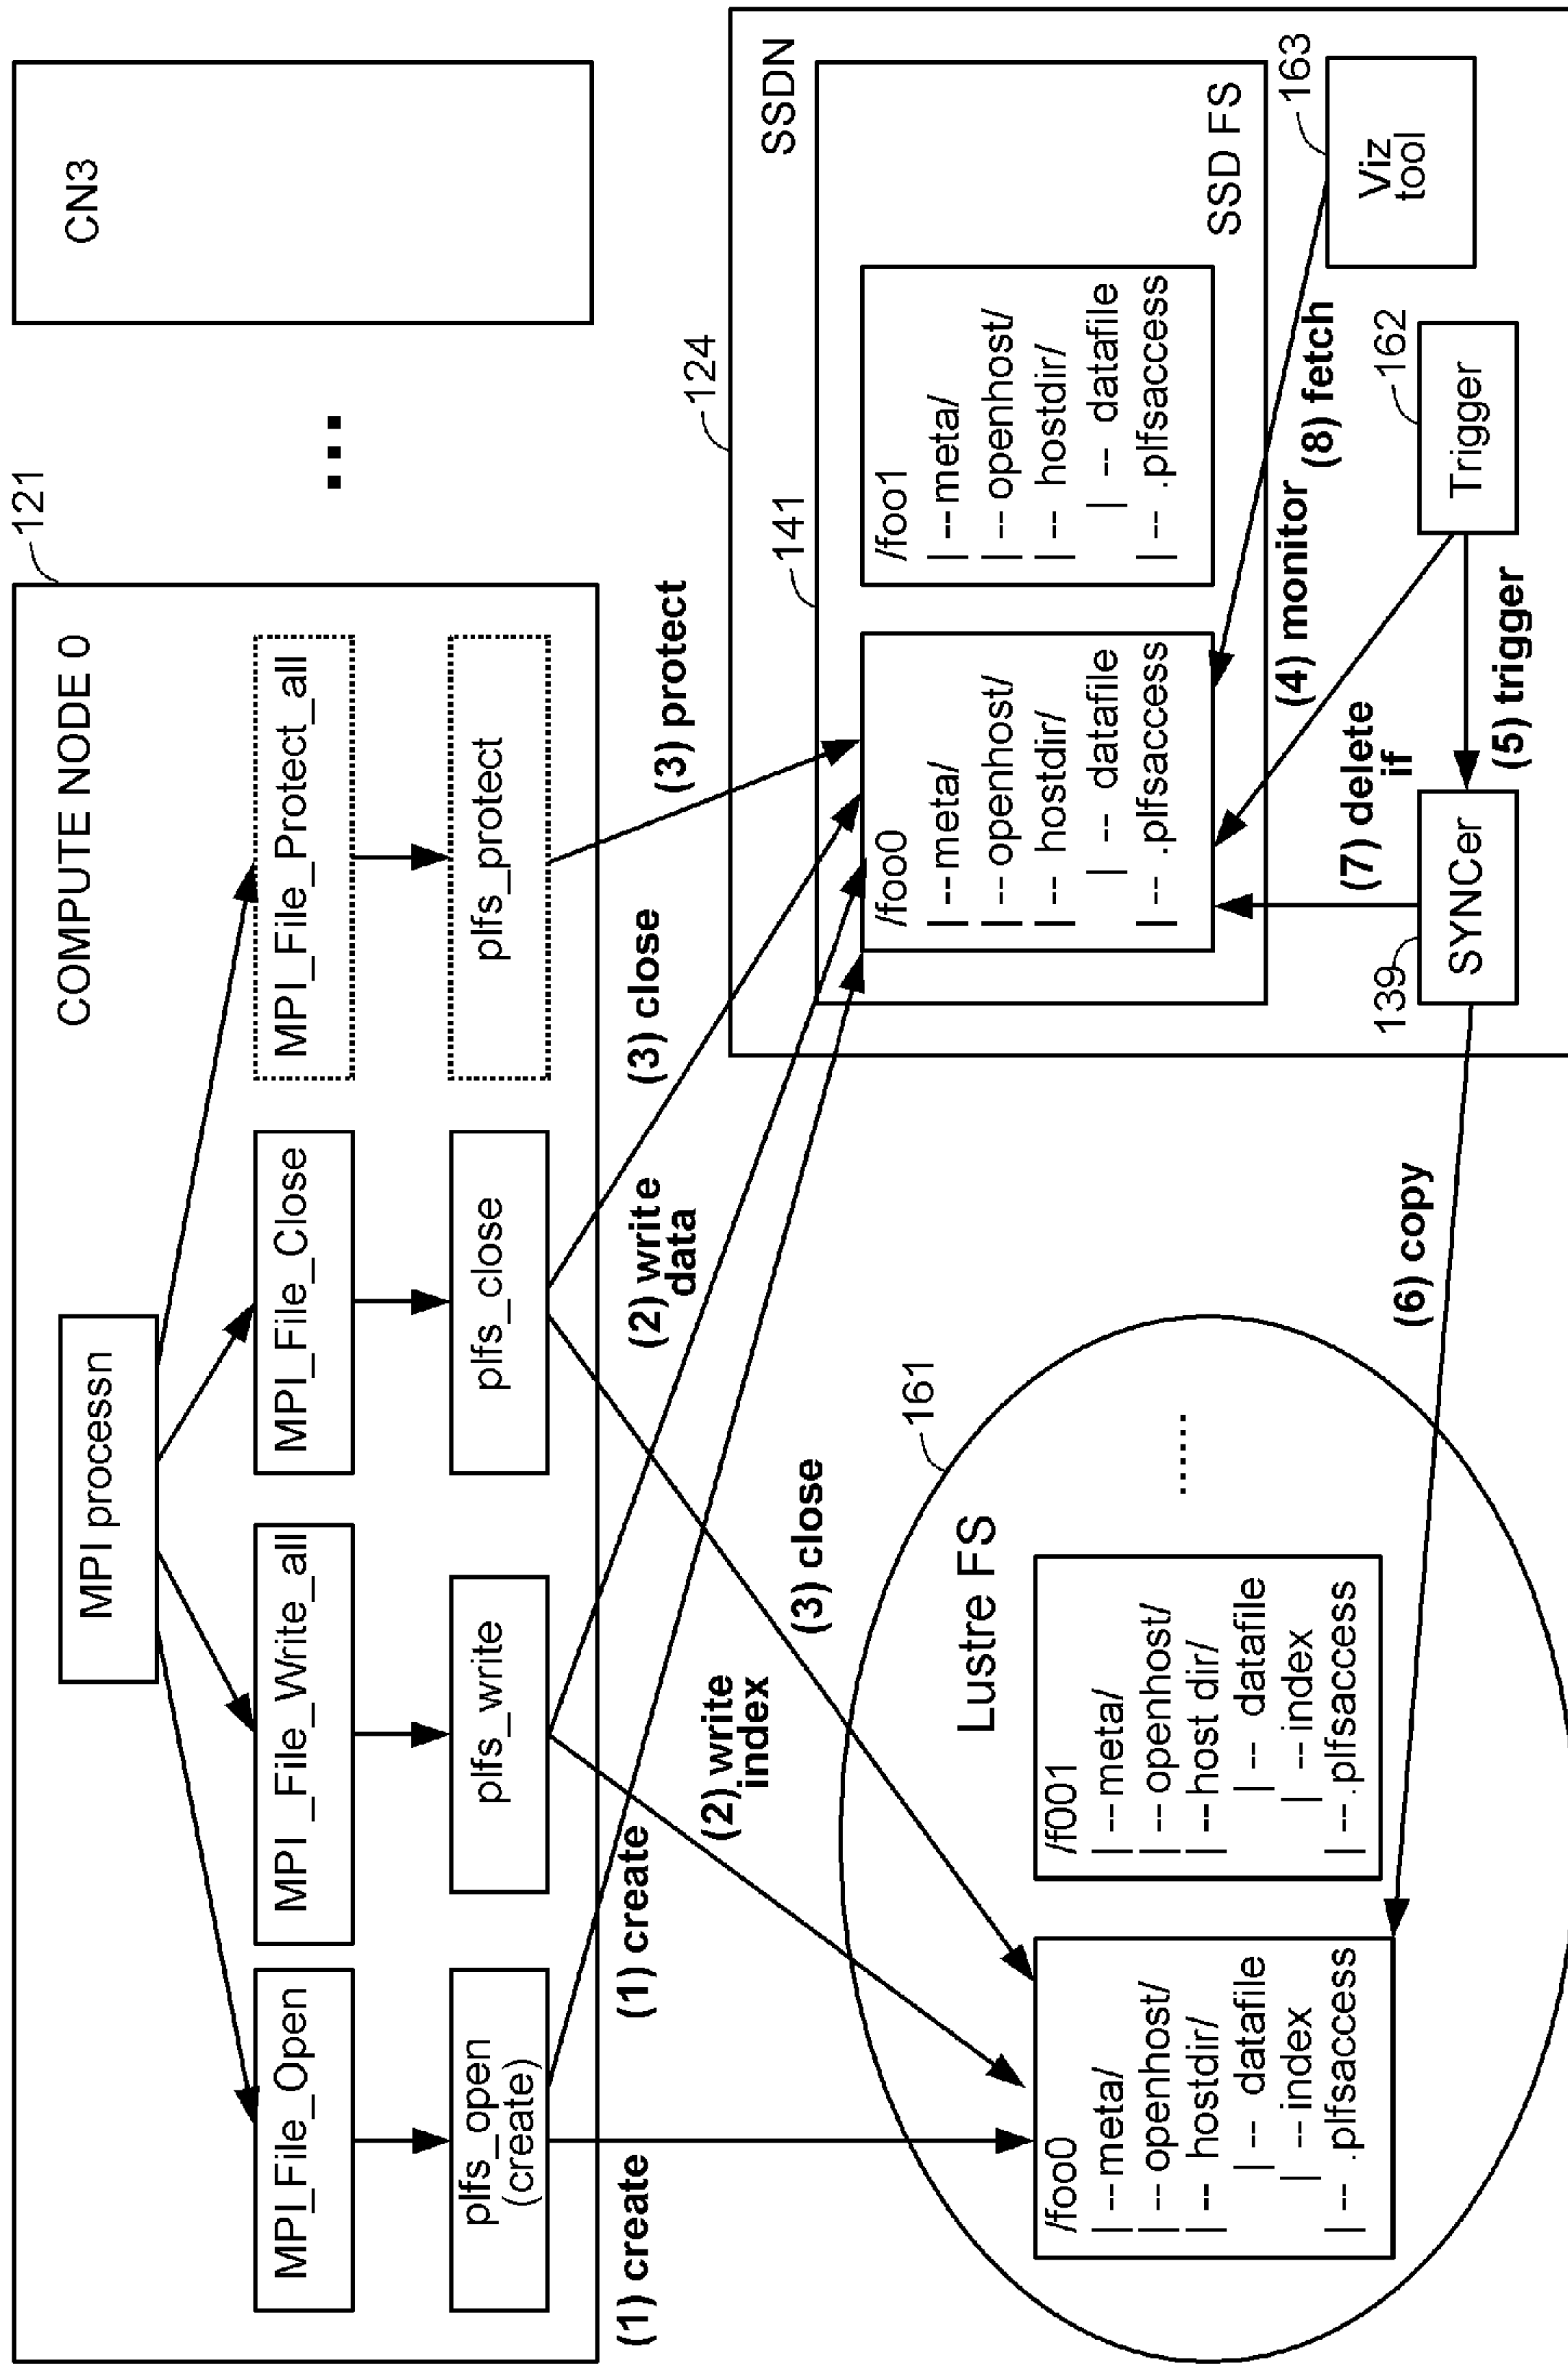 121
COMPUTE NODE 0
CN3
...
MPI processn
MPI_File_Open
MPI _File_Write_all
MPI_File_Close
MPI_File_Protect_all
plfs_open
(create)
plfs_write
plfs_close
plfs_protect
(1) create
(1) create
(2) write
index
(2) write
data
(3) close
(3) close
(3) protect
124
SSDN
141
/foo0
|--meta/
|-- openhost/
|-- hostdir/
|-- datafile
|-- .plfsaccess
/foo1
|--meta/
|-- openhost/
|-- hostdir/
|-- datafile
|-- .plfsaccess
SSD FS
161
Lustre FS
/foo0
|--meta/
|--openhost/
|-- hostdir/
|-- datafile
|--index
|-- .plfsaccess
/f001
|--meta/
|--openhost/
|--host dir/
|-- datafile
|--index
|--.plfsaccess
......
(6) copy
(7) delete
if
(4) monitor
(8) fetch
139
SYNCer
(5) trigger
162
Trigger
163
Viz
tool